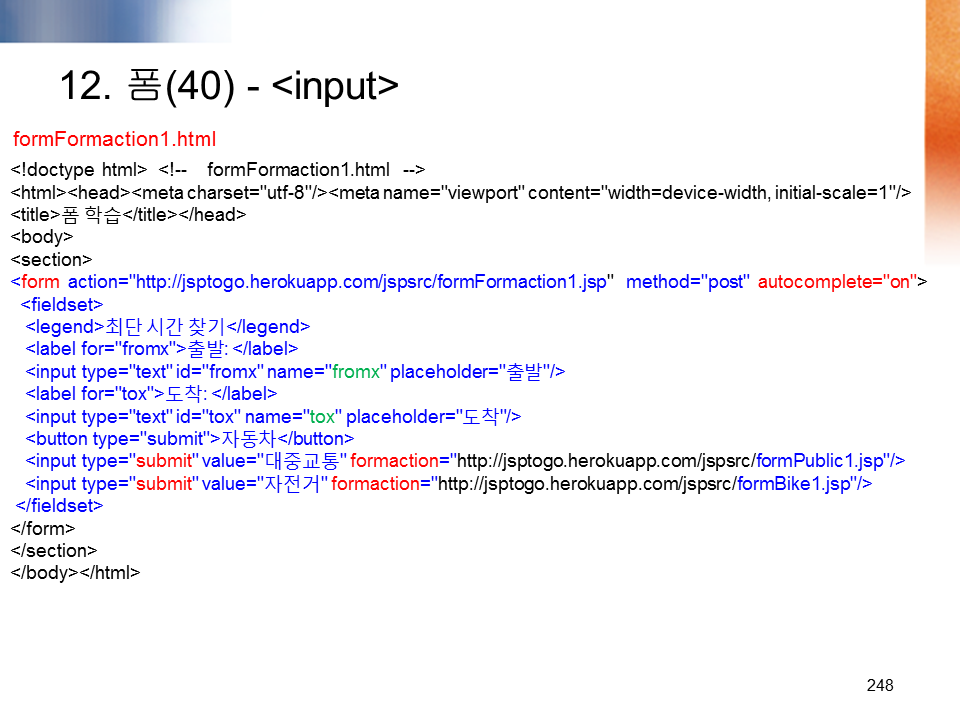 12. 폼(40) - <input>
formFormaction1.html
<!doctype html> <!-- formFormaction1.html -->
<html><head><meta charset="utf-8"/><meta name="viewport" content="width=device-width, initial-scale=1"/>
<title>폼 학습</title></head>
<body>
<section>
<form action="http://jsptogo.herokuapp.com/jspsrc/formFormaction1.jsp" method="post" autocomplete="on">
<fieldset>
<legend>최단 시간 찾기</legend>
<label for="fromx">출발: </label>
<input type="text" id="fromx" name="fromx" placeholder="출발"/>
<label for="tox">도착: </label>
<input type="text" id="tox" name="tox" placeholder="도착"/>
<button type="submit">자동차</button>
<input type="submit" value="대중교통" formaction="http://jsptogo.herokuapp.com/jspsrc/formPublic1.jsp"/>
<input type="submit" value="자전거" formaction="http://jsptogo.herokuapp.com/jspsrc/formBike1.jsp"/>
</fieldset>
</form>
</section>
</body></html>
248